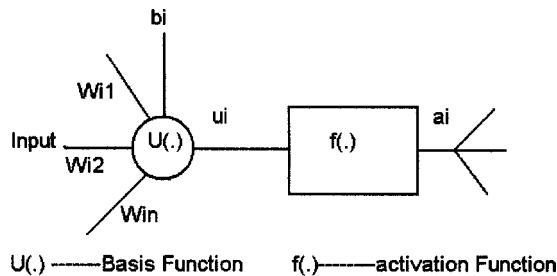 bi
Wi1
ui
ai
Input
U(.)
f(.)
Wi2
Win
U(.) ------Basis Function f(.)------activation Function